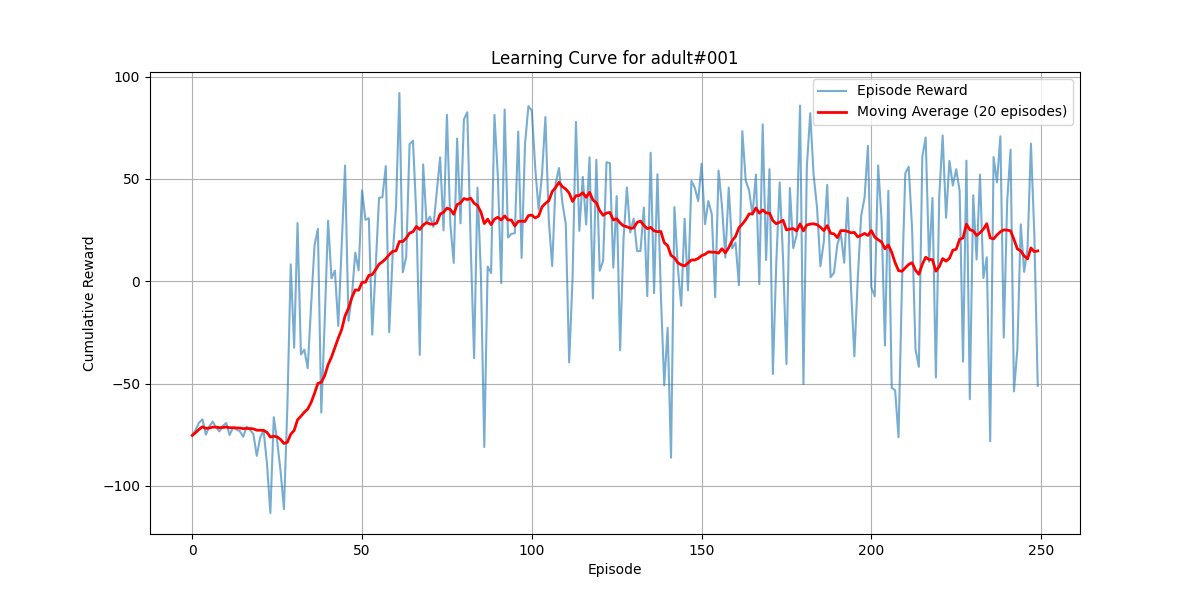 Learning Curve for adult#001
Episode Reward
Moving Average (20 episodes)
Cumulative Reward
100
50
0
−50
−100
0 50 100 150 200 250
Episode